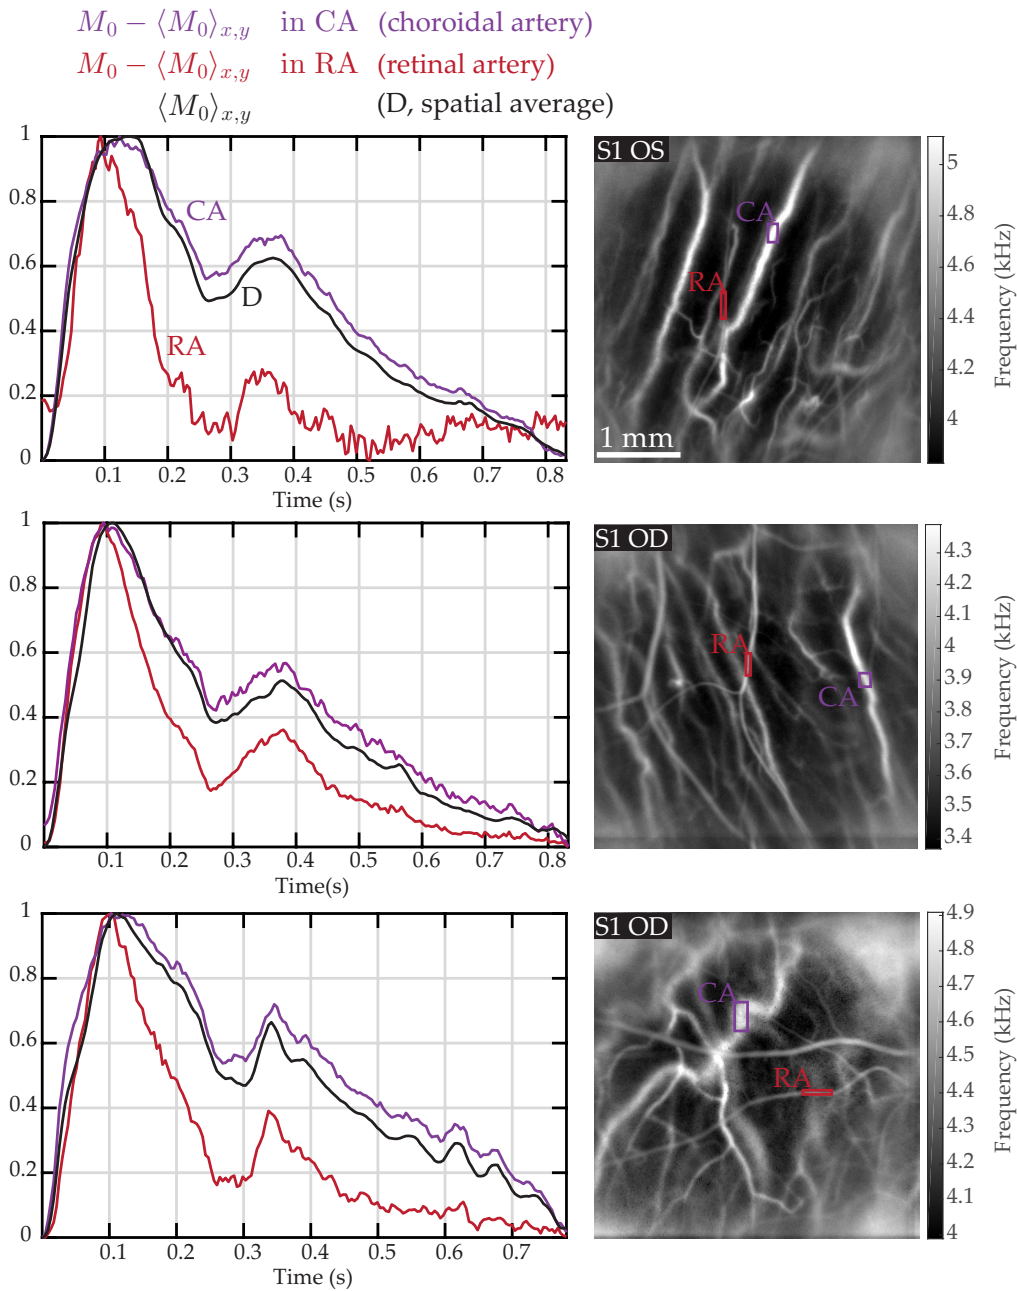 M₀ − ⟨M₀⟩x,y in CA (choroidal artery)
M₀ − ⟨M₀⟩x,y in RA (retinal artery)
⟨M₀⟩x,y (D, spatial average)
1
0.8
0.6
0.4
0.2
0
CA
D
RA
0.1 0.2 0.3 0.4 0.5 0.6 0.7 0.8
Time (s)
S1 OS
CA
RA
1 mm
5
4.8
4.6
4.4
4.2
4
Frequency (kHz)
1
0.8
0.6
0.4
0.2
0
0.1 0.2 0.3 0.4 0.5 0.6 0.7 0.8
Time(s)
S1 OD
RA
CA
4.3
4.2
4.1
4
3.9
3.8
3.7
3.6
3.5
3.4
Frequency (kHz)
1
0.8
0.6
0.4
0.2
0
0.1 0.2 0.3 0.4 0.5 0.6 0.7
Time (s)
S1 OD
CA
RA
4.9
4.8
4.7
4.6
4.5
4.4
4.3
4.2
4.1
4
Frequency (kHz)